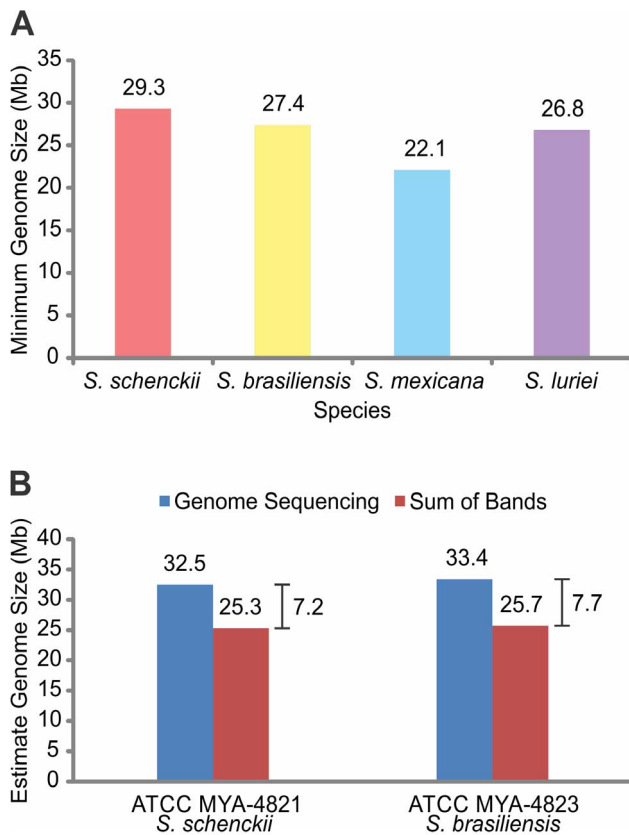 A
Minimum Genome Size (Mb)
35
30
25
20
15
10
5
0
29.3
27.4
22.1
26.8
S. schenckii
S. brasiliensis
S. mexicana
S. luriei
Species
B
Genome Sequencing
Sum of Bands
Estimate Genome Size (Mb)
40
35
30
25
20
15
10
5
0
32.5
25.3
7.2
33.4
25.7
7.7
ATCC MYA-4821
S. schenckii
ATCC MYA-4823
S. brasiliensis